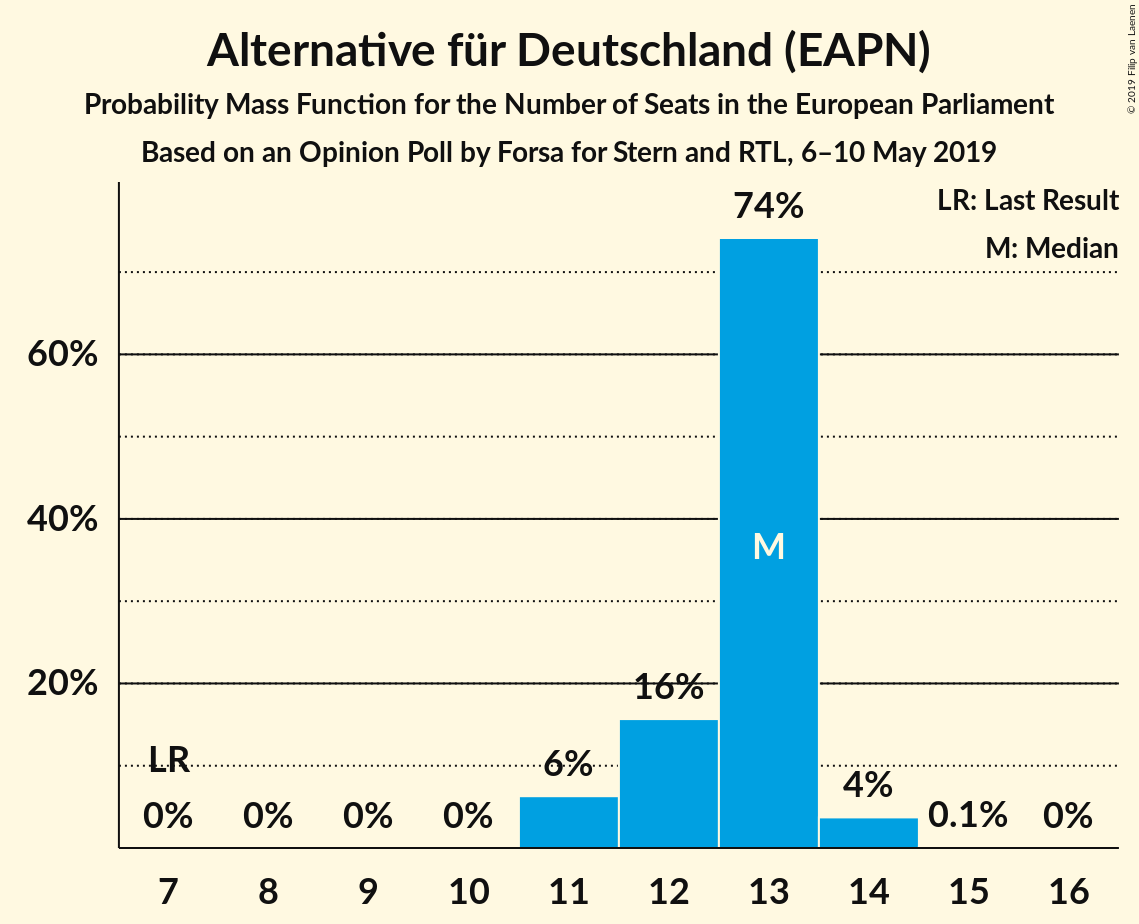 Alternative für Deutschland (EAPN)
Probability Mass Function for the Number of Seats in the European Parliament
Based on an Opinion Poll by Forsa for Stern and RTL, 6–10 May 2019
© 2019 Filip van Laenen
LR: Last Result
M: Median
74%
60%
M
40%
16%
20%
LR
6%
4%
0% 0% 0% 0% 0.1% 0%
7 8 9 10 11 12 13 14 15 16